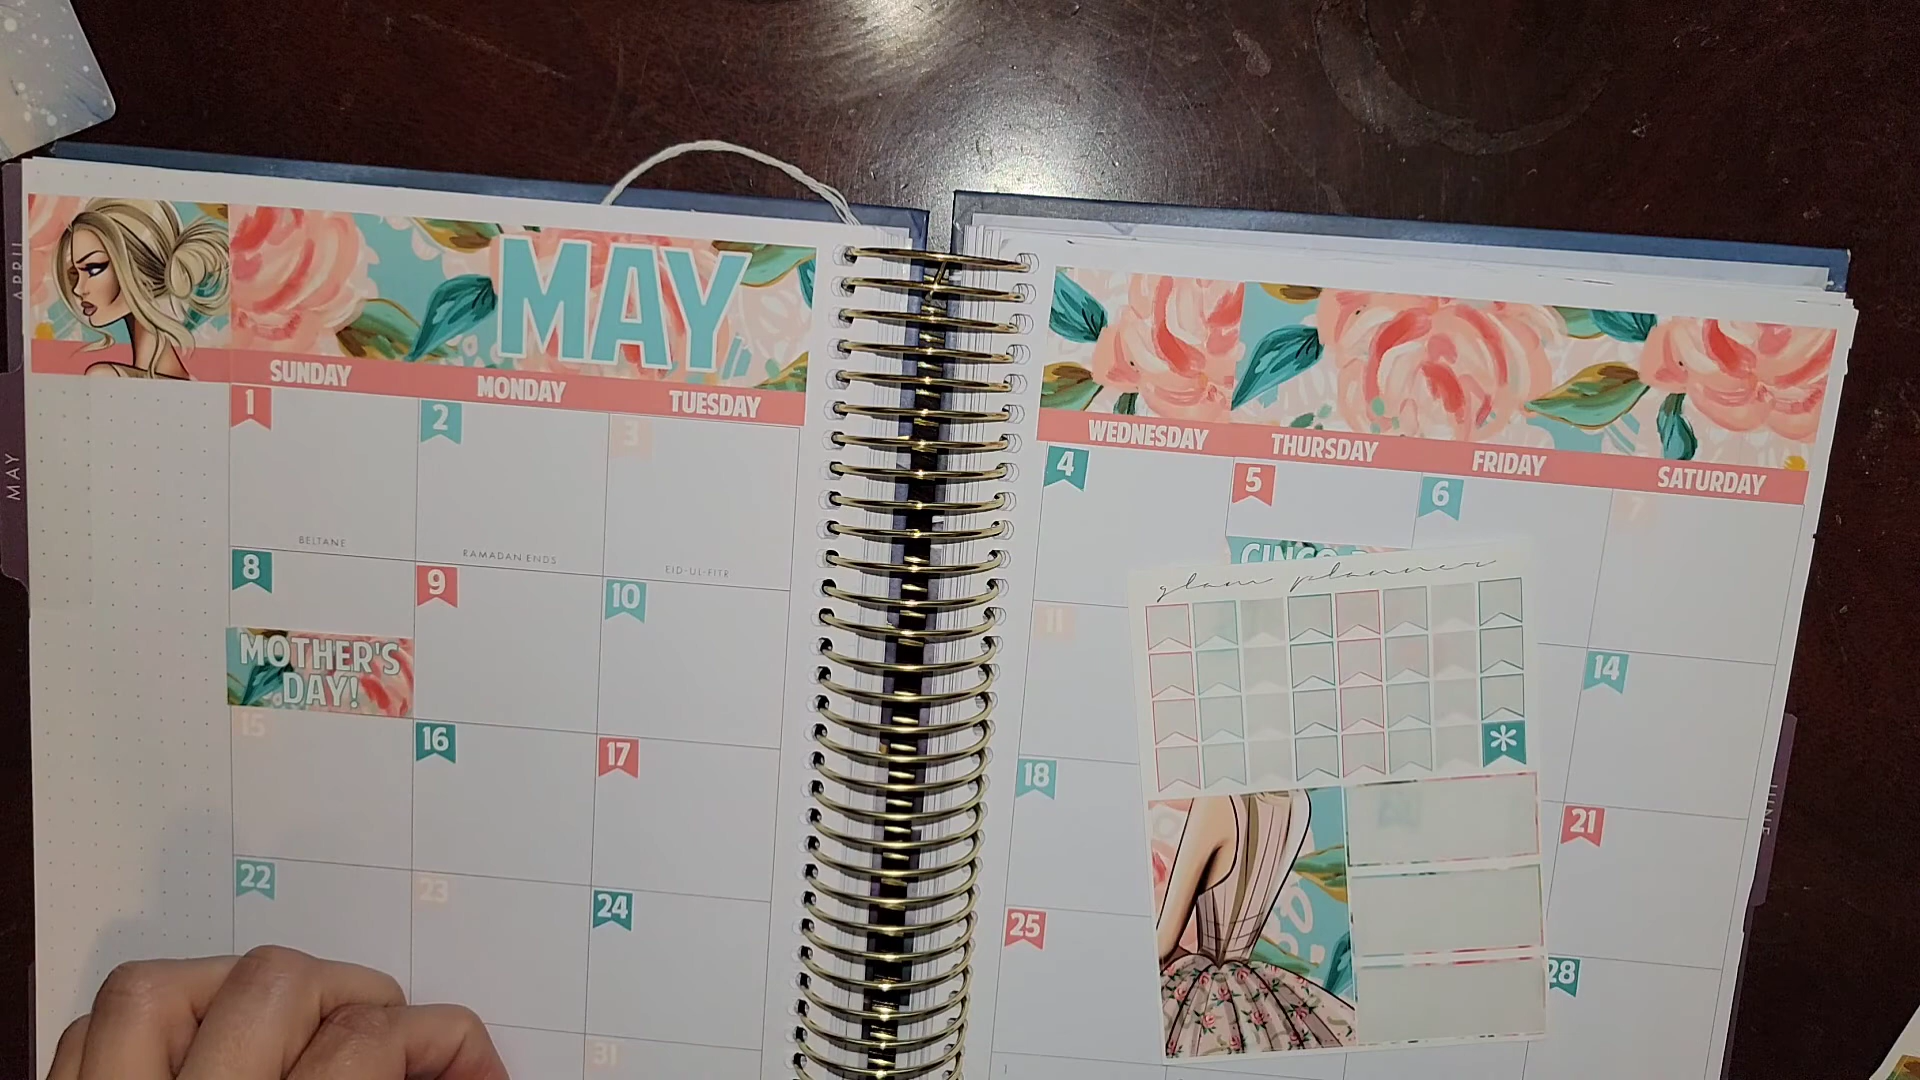 MAY
SUNDAY MONDAY TUESDAY WEDNESDAY THURSDAY FRIDAY SATURDAY
APRIL
MAY
1 2 3 4 5 6 7
BELTANE RAMADAN ENDS EID-UL-FITR
CINCO
glam planner
8 9 10 11 14
MOTHER'S
DAY!
15 16 17 18 21
*
JUNE
22 23 24 25 28
31